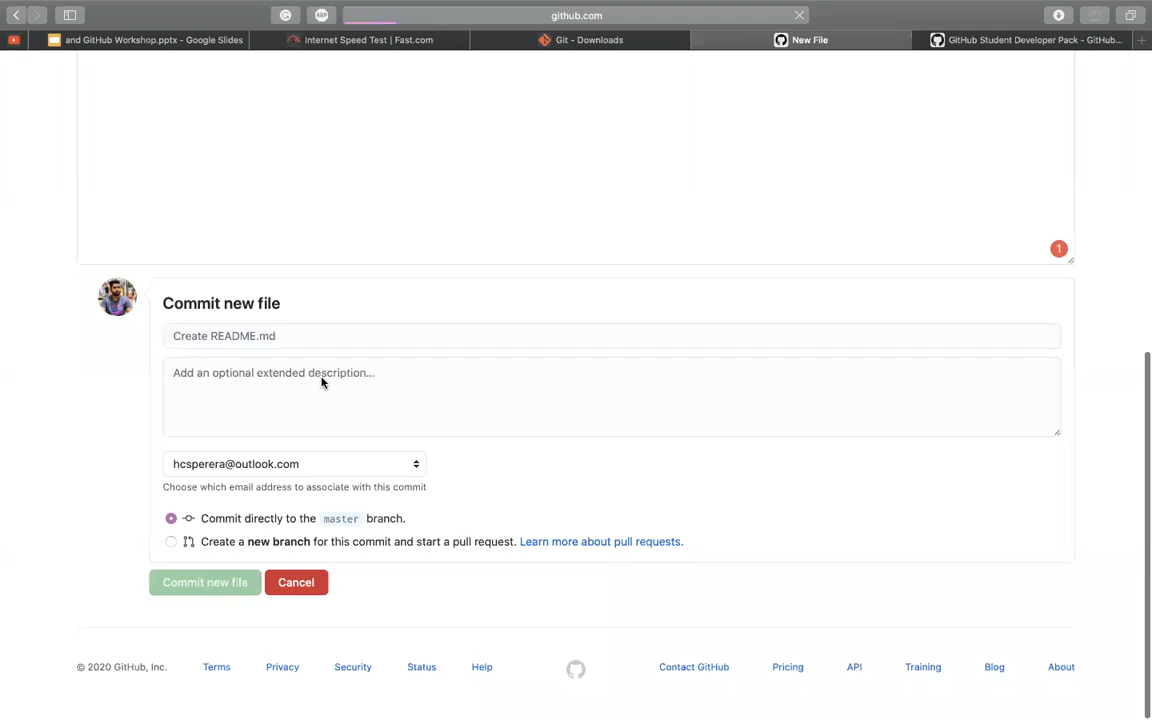 github.com
ABP
and GitHub Workshop.pptx - Google Slides
Internet Speed Test | Fast.com
Git - Downloads
New File
GitHub Student Developer Pack - GitHub...
1
Commit new file
Create README.md
Add an optional extended description...
hcsperera@outlook.com
Choose which email address to associate with this commit
Commit directly to the master branch.
Create a new branch for this commit and start a pull request. Learn more about pull requests.
Commit new file
Cancel
© 2020 GitHub, Inc.
Terms
Privacy
Security
Status
Help
Contact GitHub
Pricing
API
Training
Blog
About